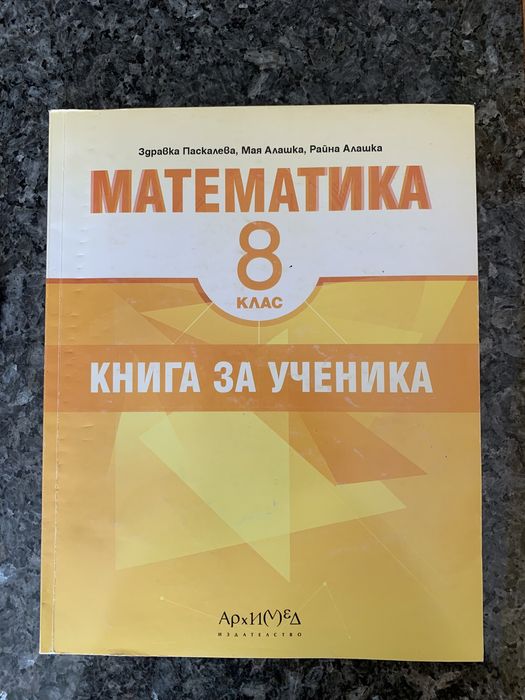 Здравка Паскалева, Мая Алашка, Райна Алашка
МАТЕМАТИКА
8
КЛАС
КНИГА ЗА УЧЕНИКА
АРХИМЕД
ИЗДАТЕЛСТВО